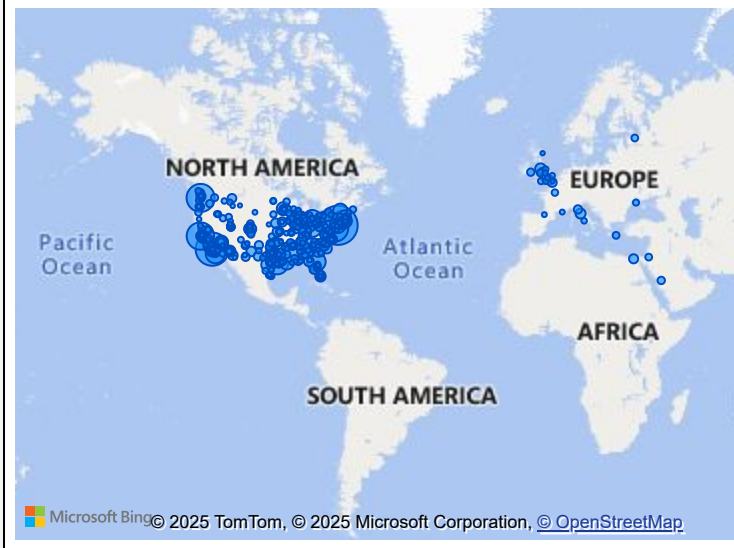 NORTH AMERICA
EUROPE
Pacific
Ocean
Atlantic
Ocean
AFRICA
SOUTH AMERICA
Microsoft Bing
© 2025 TomTom, © 2025 Microsoft Corporation, © OpenStreetMap